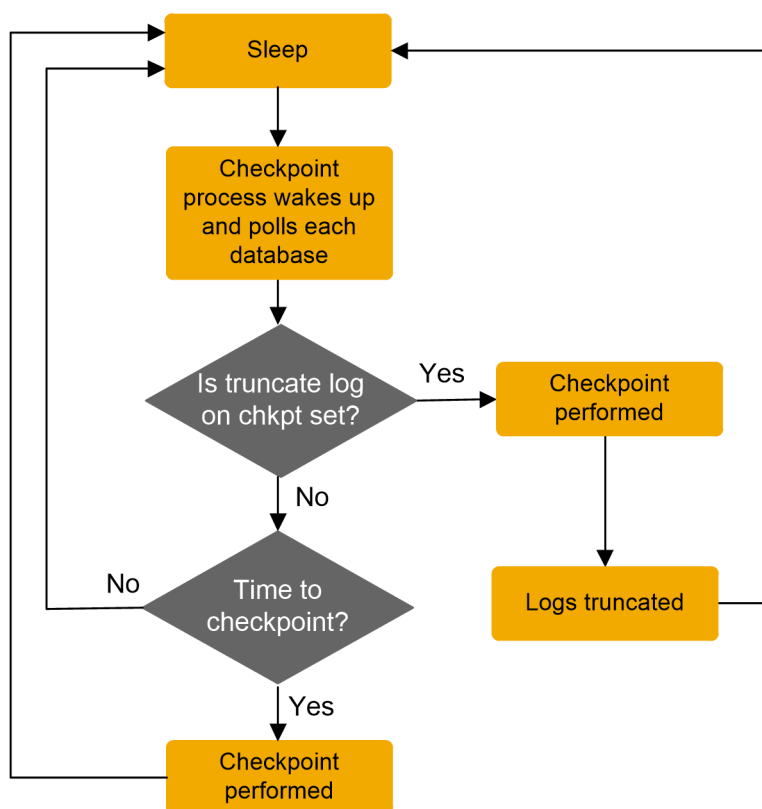 Sleep
Checkpoint
process wakes up
and polls each
database
Is truncate log
on chkpt set?
Yes
Checkpoint
performed
No
No
Time to
checkpoint?
Logs truncated
Yes
Checkpoint
performed